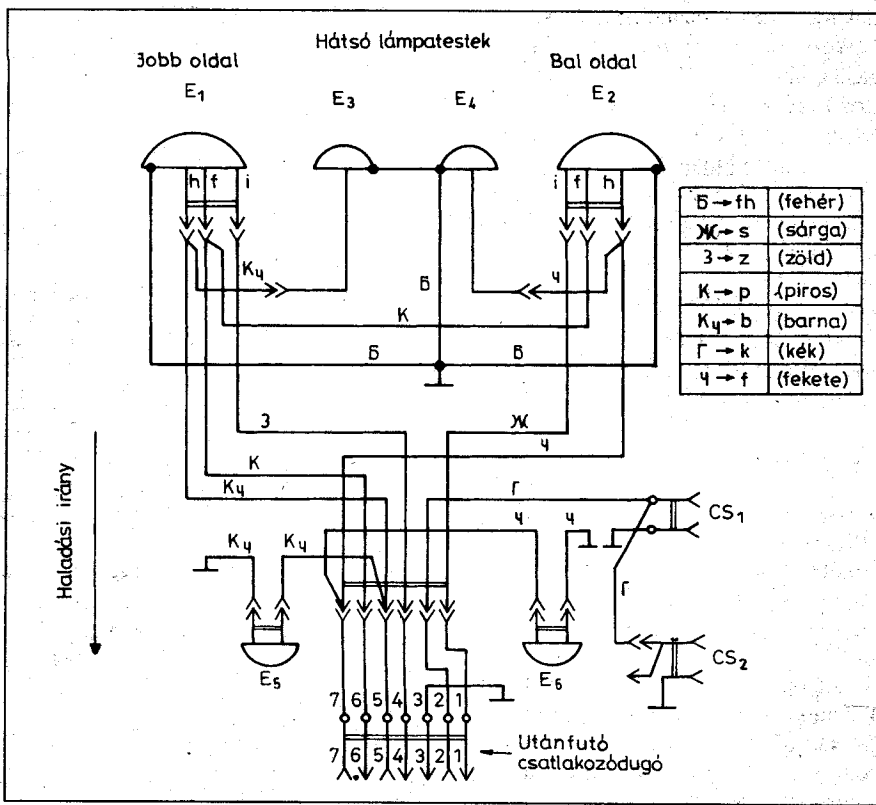 Hátsó lámpatestek
Jobb oldal
Bal oldal
E1
E3
E4
E2
h f i
i f h
Б → fh (fehér)
Ж → s (sárga)
З → z (zöld)
К → p (piros)
Кч → b (barna)
Г → k (kék)
Ч → f (fekete)
Кч
Б
ч
К
Б
Б
З
Ж
ч
К
Кч
Г
CS1
Haladási irány
Кч
Кч
ч
ч
Г
CS2
E5
E6
7 6 5 4 3 2 1
7 6 5 4 3 2 1
Utánfutó
csatlakozódugó